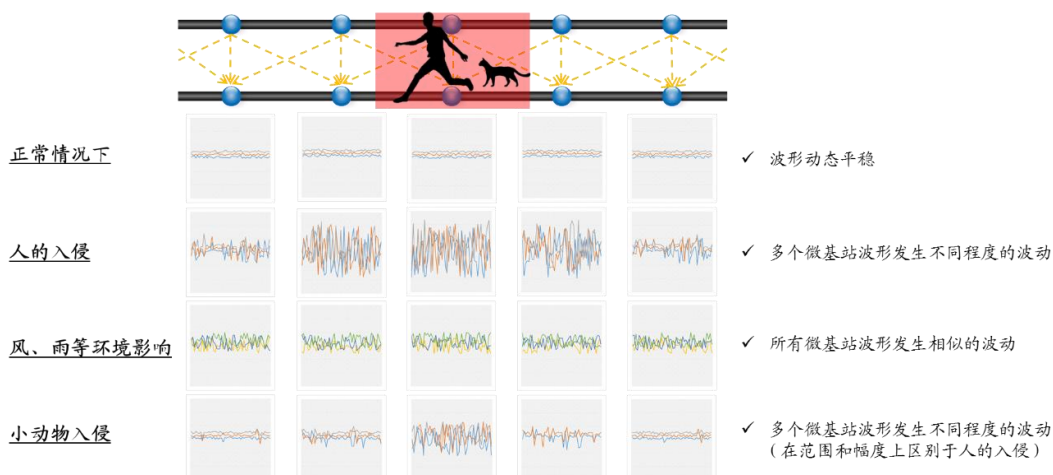 正常情况下
✓ 波形动态平稳
人的入侵
✓ 多个微基站波形发生不同程度的波动
风、雨等环境影响
✓ 所有微基站波形发生相似的波动
小动物入侵
✓ 多个微基站波形发生不同程度的波动
(在范围和幅度上区别于人的入侵)